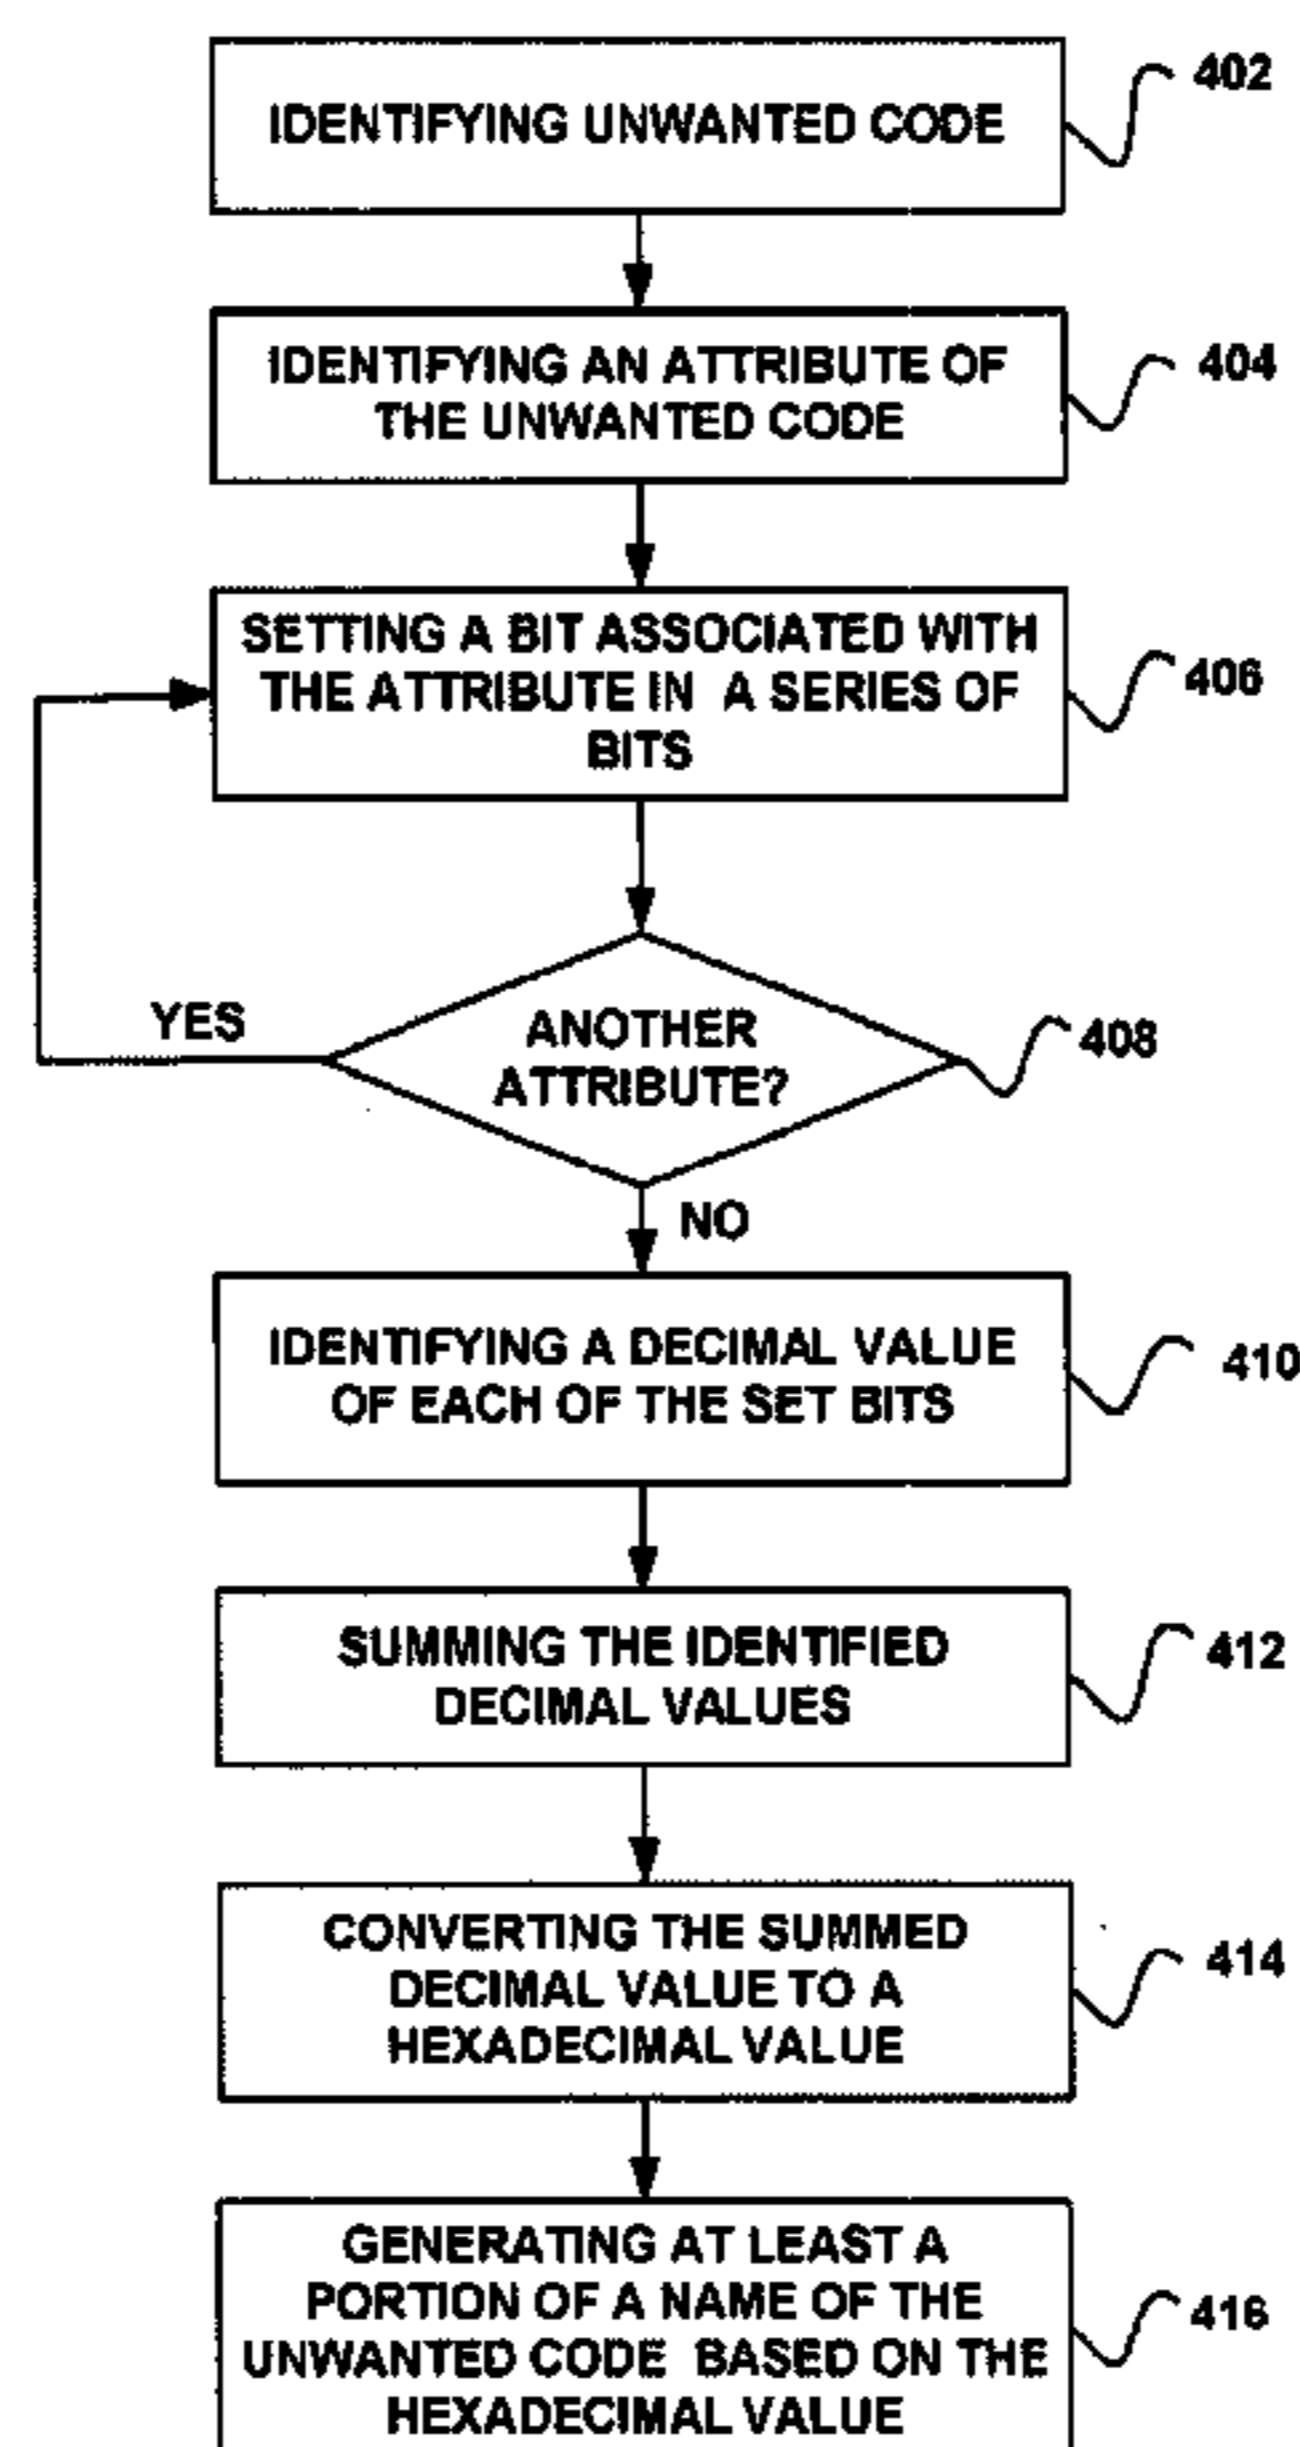 IDENTIFYING UNWANTED CODE
402
IDENTIFYING AN ATTRIBUTE OF
THE UNWANTED CODE
404
SETTING A BIT ASSOCIATED WITH
THE ATTRIBUTE IN A SERIES OF
BITS
406
YES
ANOTHER
ATTRIBUTE?
408
NO
IDENTIFYING A DECIMAL VALUE
OF EACH OF THE SET BITS
410
SUMMING THE IDENTIFIED
DECIMAL VALUES
412
CONVERTING THE SUMMED
DECIMAL VALUE TO A
HEXADECIMAL VALUE
414
GENERATING AT LEAST A
PORTION OF A NAME OF THE
UNWANTED CODE BASED ON THE
HEXADECIMAL VALUE
416